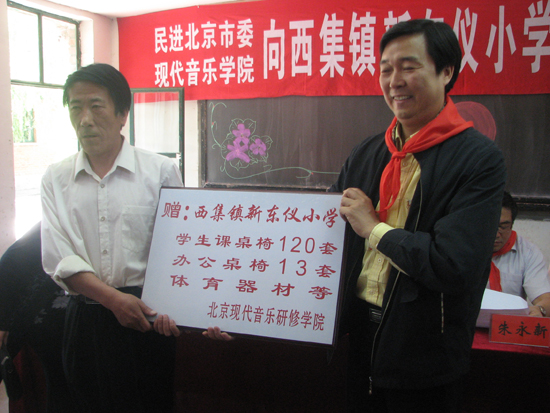 民进北京市委
现代音乐学院
向西集镇新东仪小学
赠：西集镇新东仪小学
学生课桌椅120套
办公桌椅13套
体育器材等
北京现代音乐研修学院
朱永新